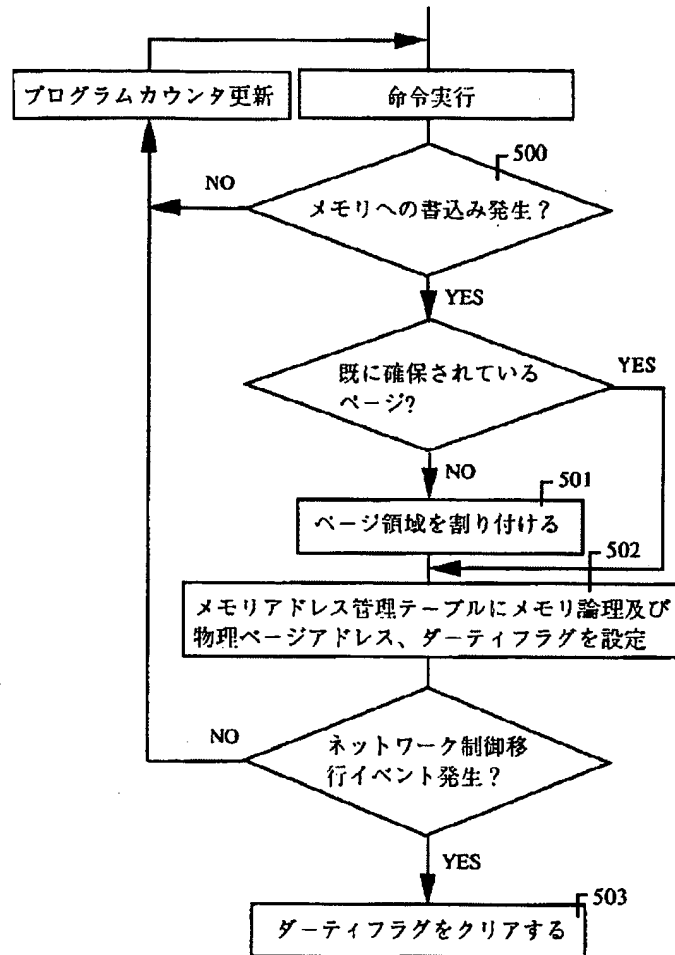 プログラムカウンタ更新
命令実行
500
NO
メモリへの書込み発生？
YES
既に確保されている
ページ?
YES
NO
501
ページ領域を割り付ける
502
メモリアドレス管理テーブルにメモリ論理及び
物理ページアドレス、ダーティフラグを設定
NO
ネットワーク制御移
行イベント発生？
YES
503
ダーティフラグをクリアする